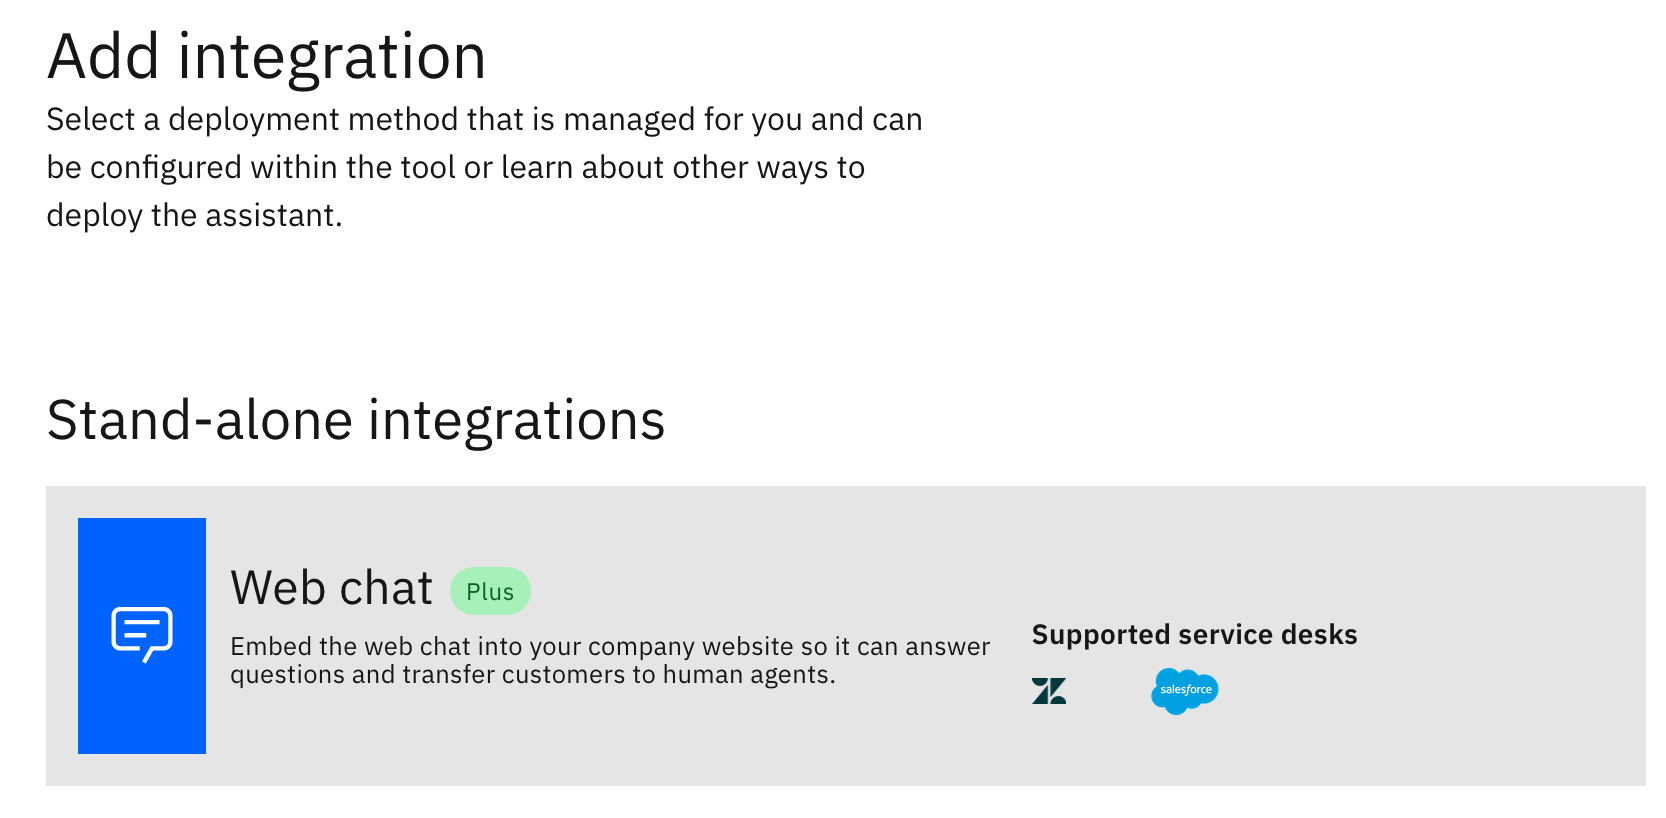 Add integration
Select a deployment method that is managed for you and can
be configured within the tool or learn about other ways to
deploy the assistant.
Stand-alone integrations
Web chat Plus
Embed the web chat into your company website so it can answer
questions and transfer customers to human agents.
Supported service desks
salesforce